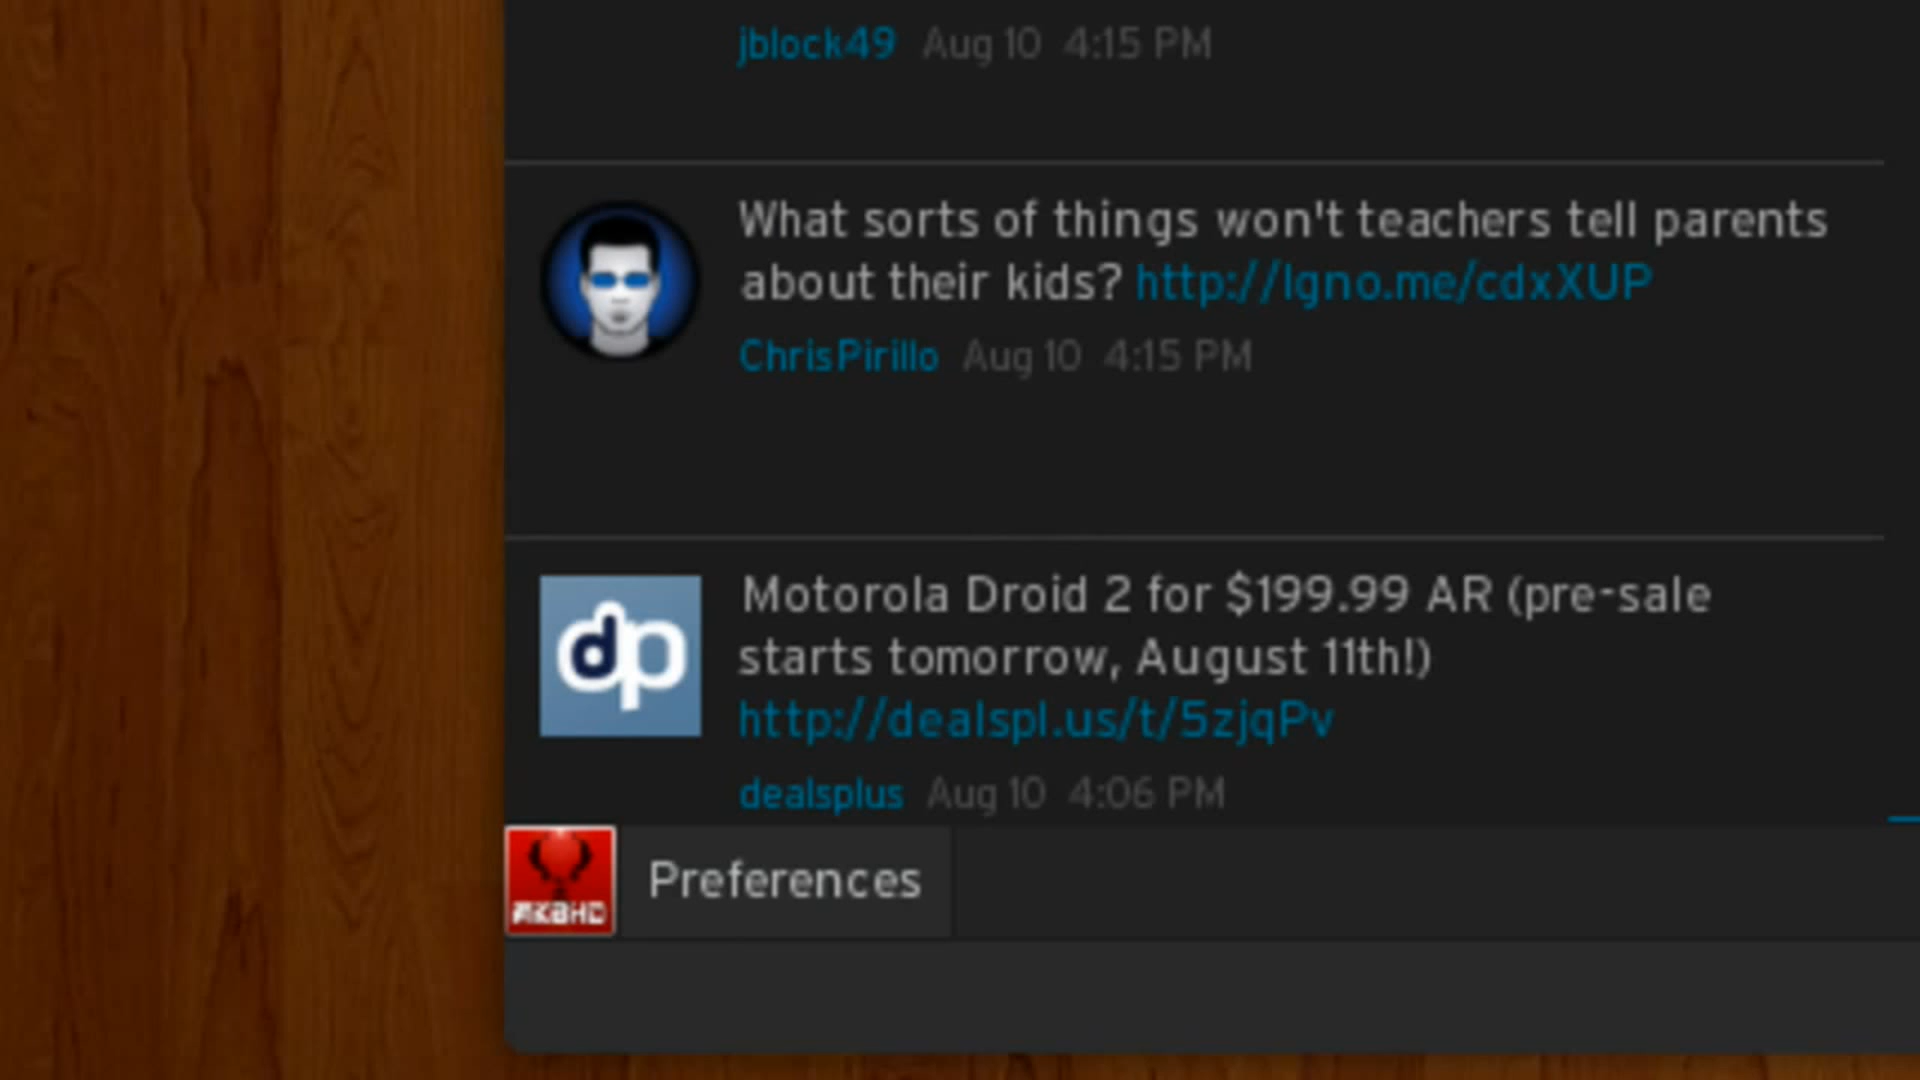 jblock49 Aug 10 4:15 PM
What sorts of things won't teachers tell parents
about their kids? http://lgno.me/cdxXUP
ChrisPirillo Aug 10 4:15 PM
dp
Motorola Droid 2 for $199.99 AR (pre-sale
starts tomorrow, August 11th!)
http://dealspl.us/t/5zjqPv
dealsplus Aug 10 4:06 PM
AKBHD
Preferences